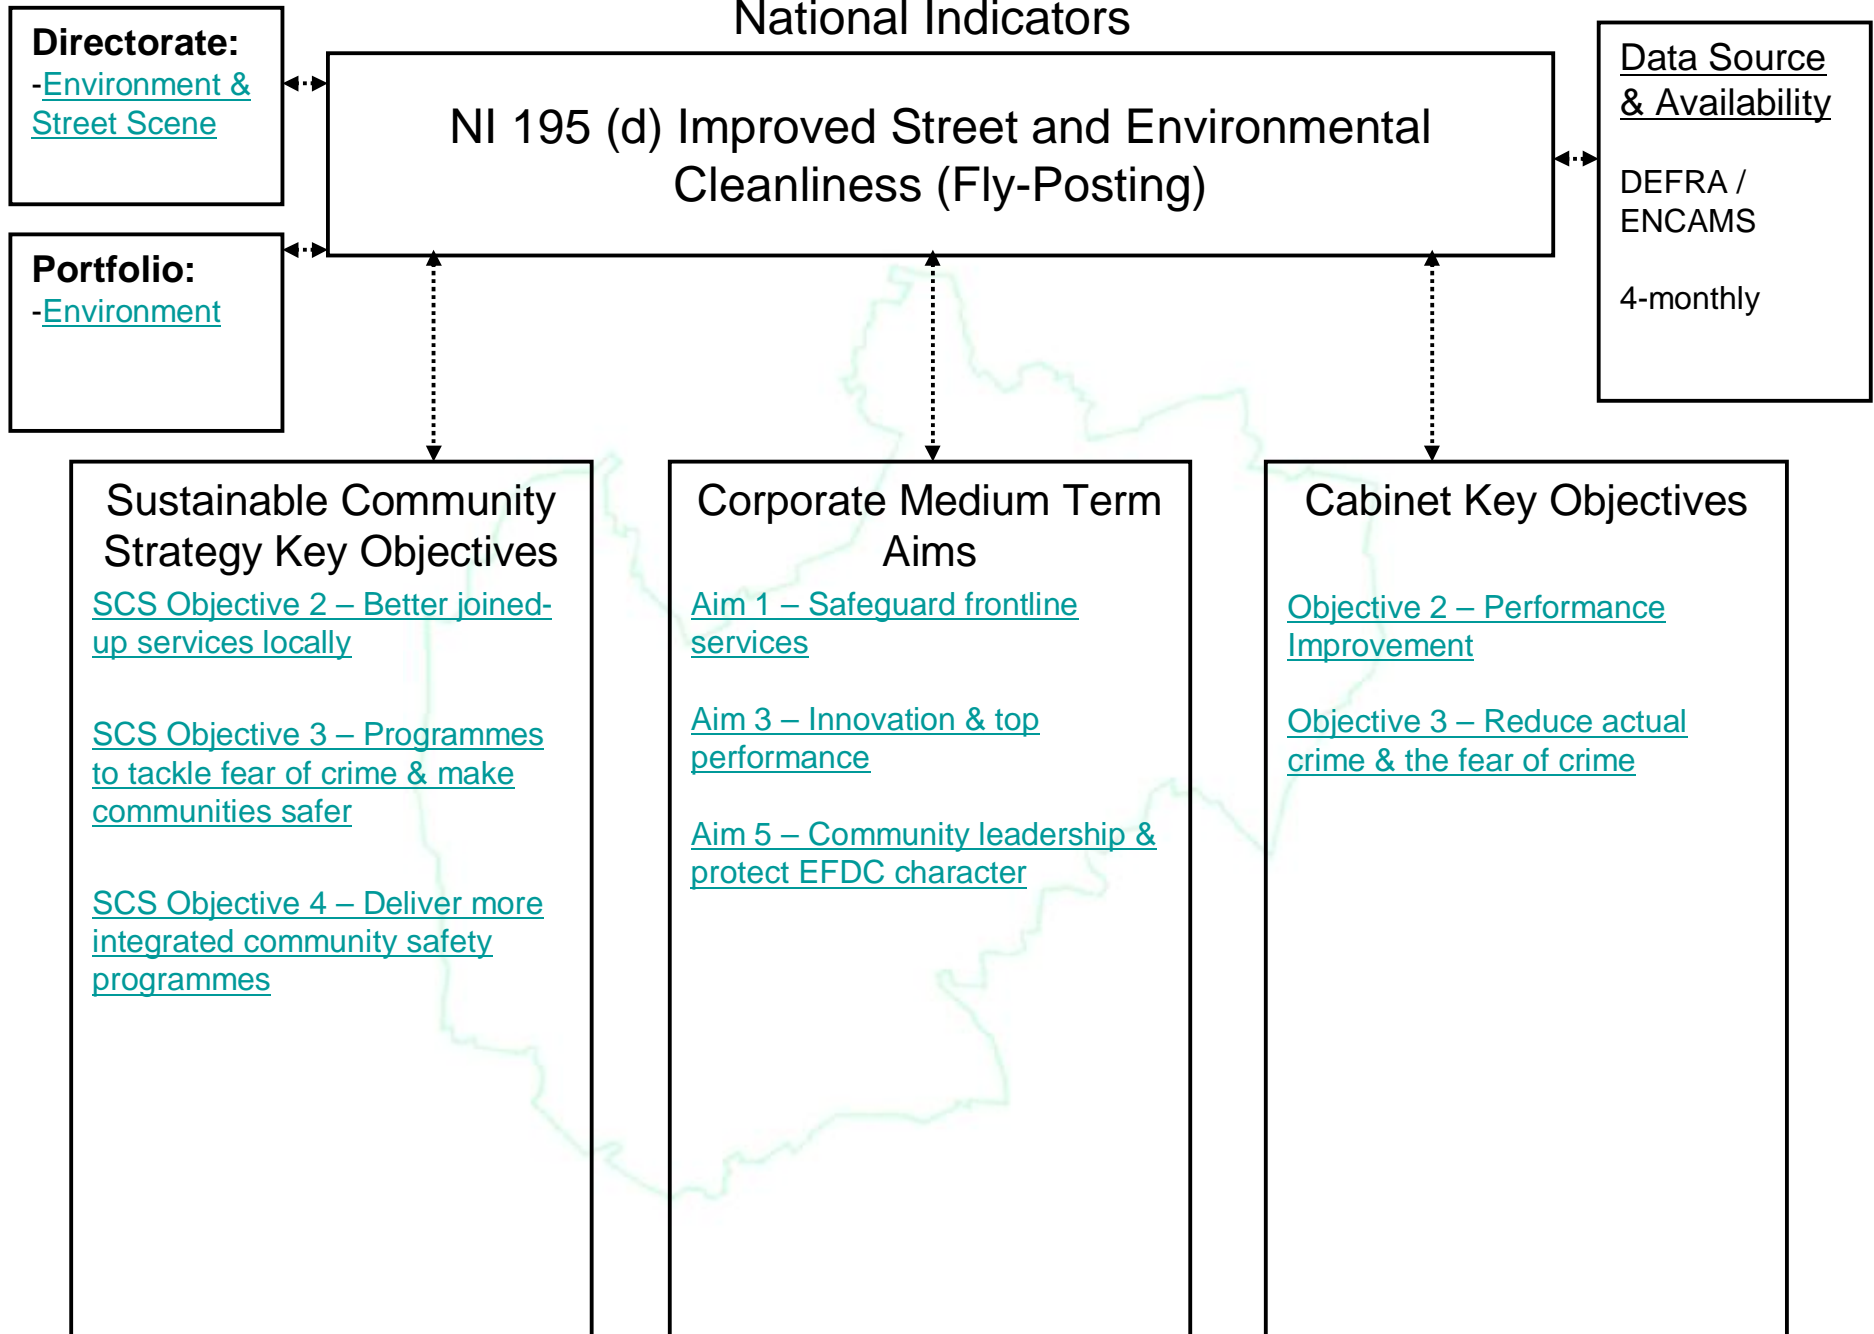 National Indicators
Directorate:
-Environment &
Street Scene
NI 195 (d) Improved Street and Environmental
Cleanliness (Fly-Posting)
Data Source
& Availability
DEFRA /
ENCAMS
4-monthly
Portfolio:
-Environment
Sustainable Community
Strategy Key Objectives
SCS Objective 2 – Better joined-
up services locally
SCS Objective 3 – Programmes
to tackle fear of crime & make
communities safer
SCS Objective 4 – Deliver more
integrated community safety
programmes
Corporate Medium Term
Aims
Aim 1 – Safeguard frontline
services
Aim 3 – Innovation & top
performance
Aim 5 – Community leadership &
protect EFDC character
Cabinet Key Objectives
Objective 2 – Performance
Improvement
Objective 3 – Reduce actual
crime & the fear of crime